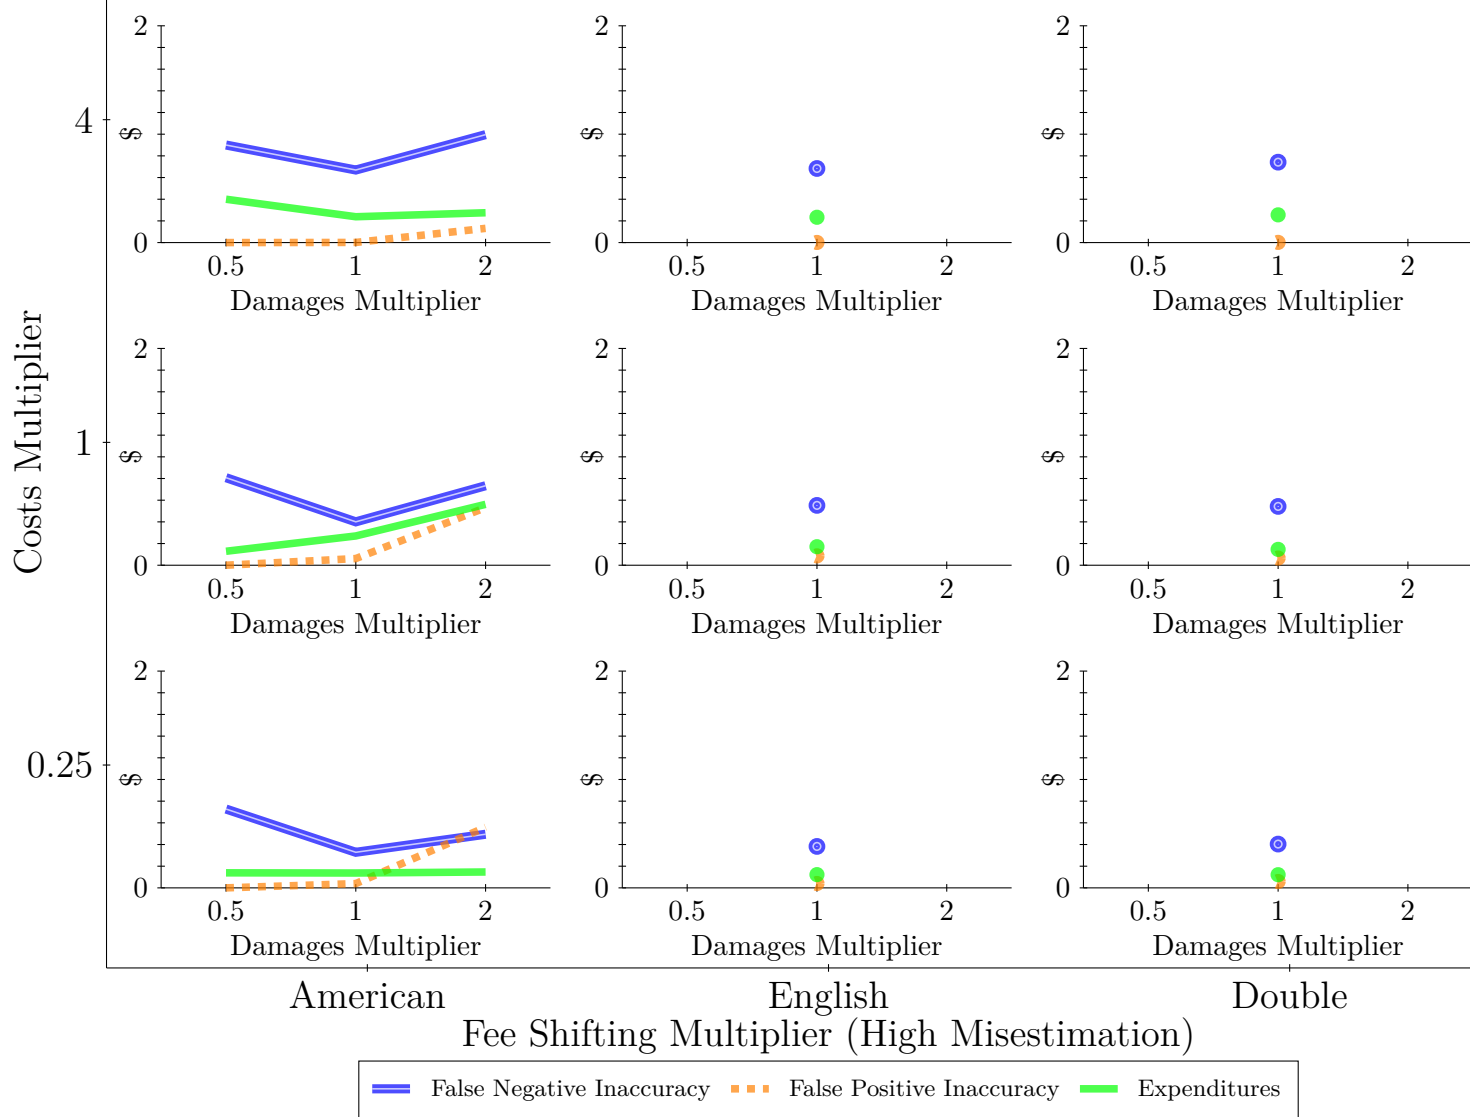 2
2
2
4
$
$
$
0
0
0
0.5 1 2
0.5 1 2
0.5 1 2
Damages Multiplier
Damages Multiplier
Damages Multiplier
Costs Multiplier
2
2
2
1
$
$
$
0
0
0
0.5 1 2
0.5 1 2
0.5 1 2
Damages Multiplier
Damages Multiplier
Damages Multiplier
2
2
2
0.25
$
$
$
0
0
0
0.5 1 2
0.5 1 2
0.5 1 2
Damages Multiplier
Damages Multiplier
Damages Multiplier
American
English
Double
Fee Shifting Multiplier (High Misestimation)
False Negative Inaccuracy
False Positive Inaccuracy
Expenditures